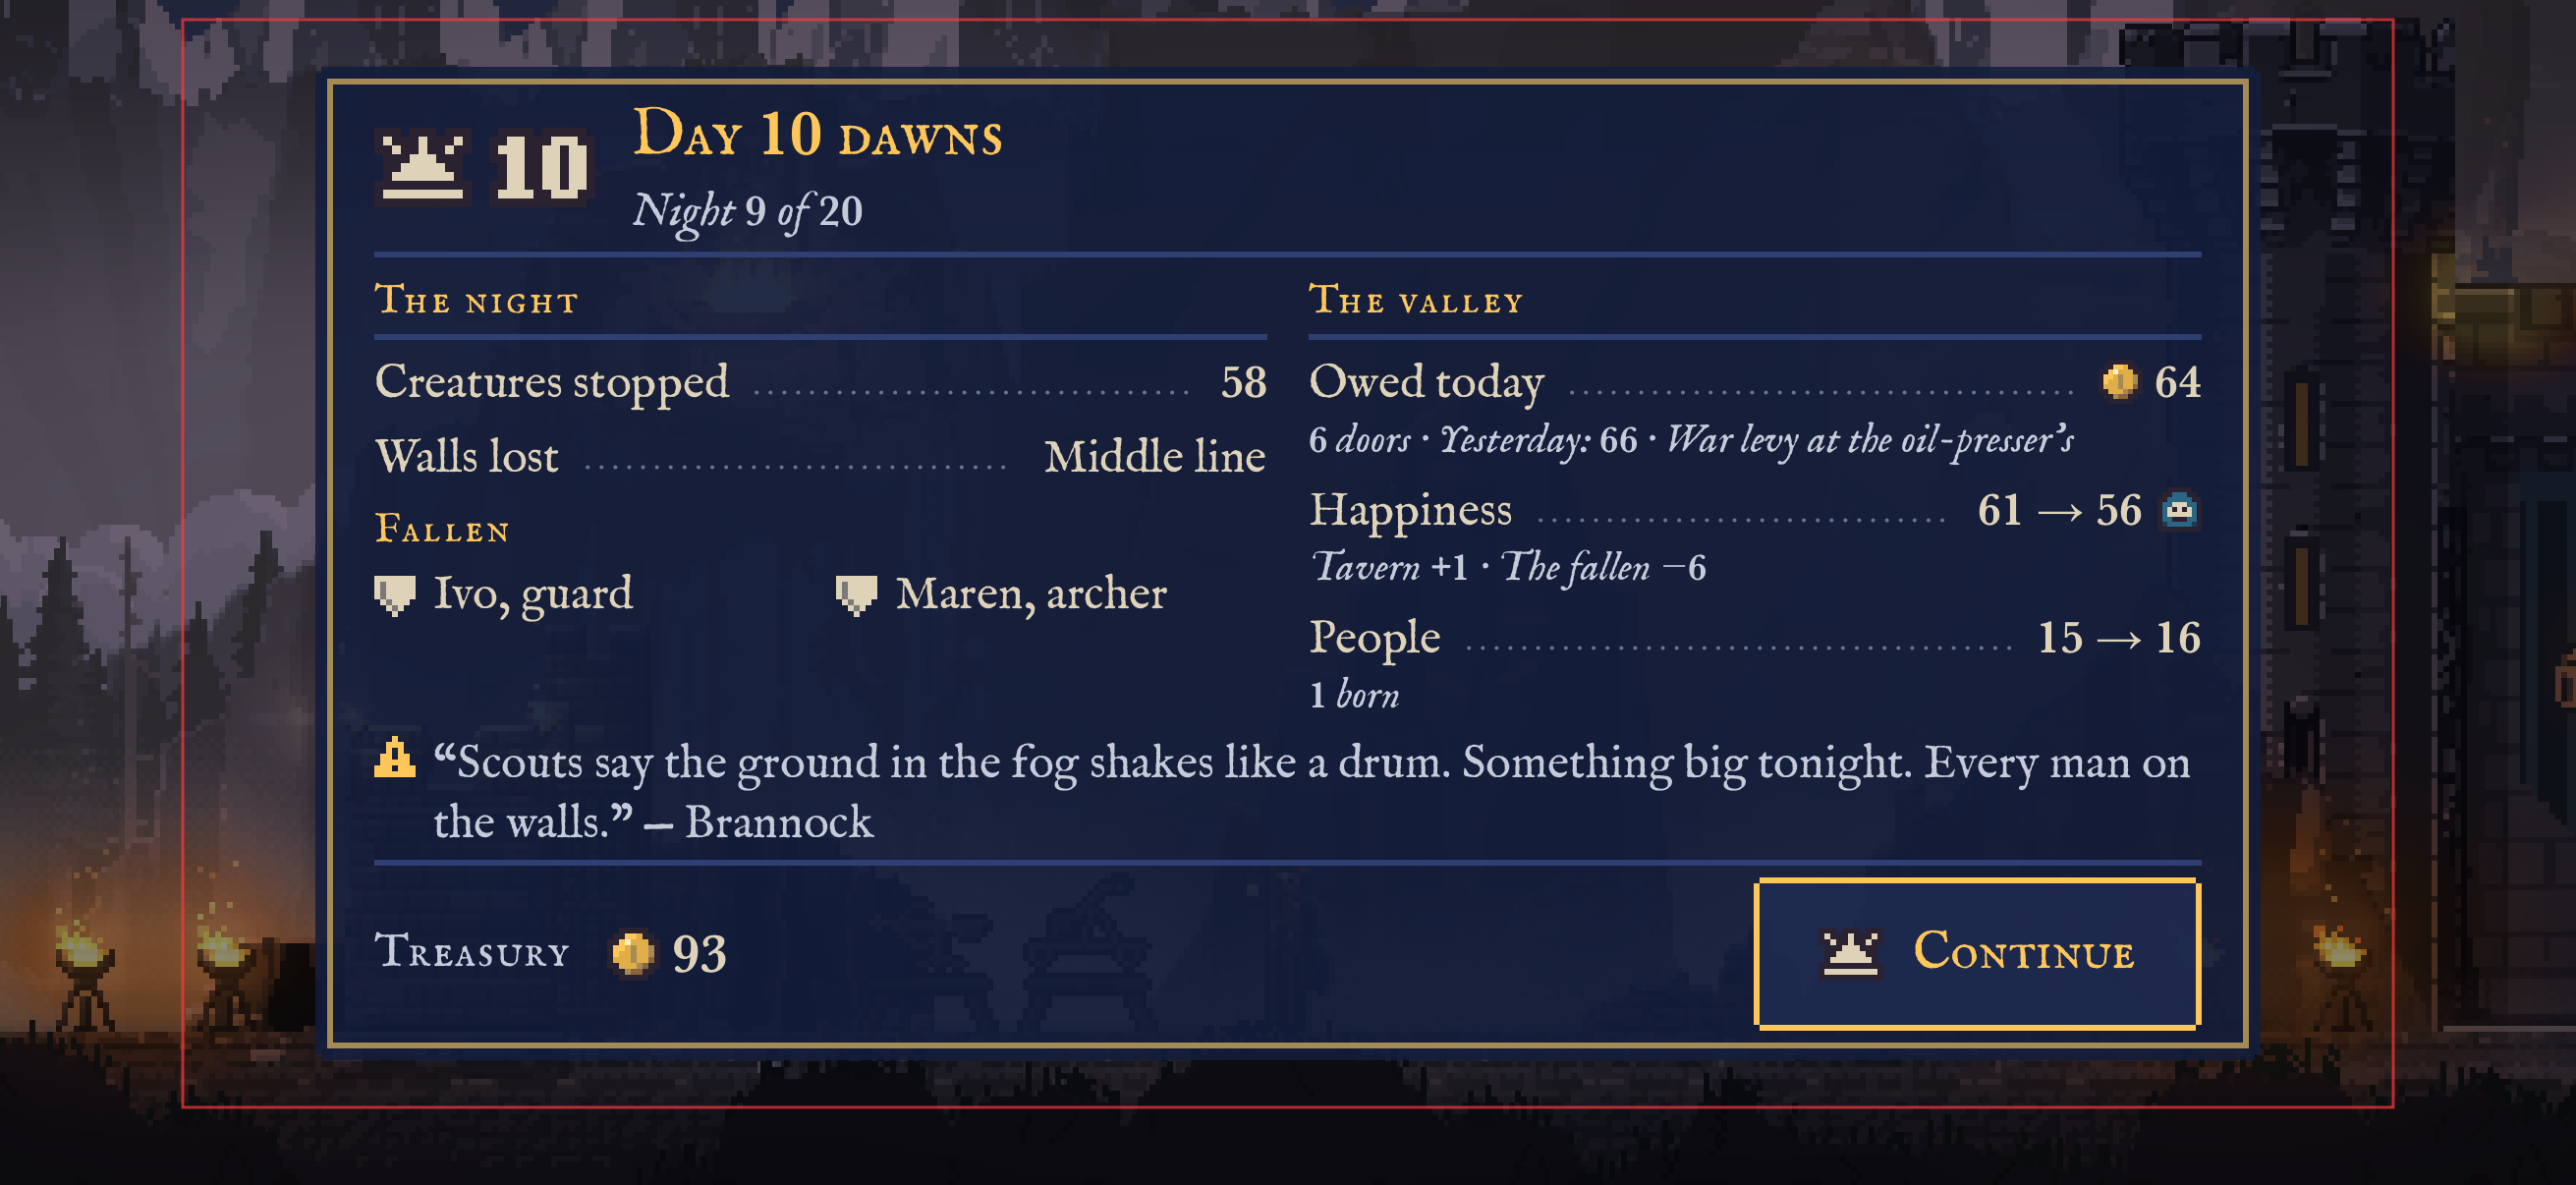 10
Day 10 dawns
Night 9 of 20
The night
Creatures stopped 58
Walls lost Middle line
Fallen
Ivo, guard
Maren, archer
The valley
Owed today 64
6 doors · Yesterday: 66 · War levy at the oil-presser’s
Happiness 61 → 56
Tavern +1 · The fallen −6
People 15 → 16
1 born
“Scouts say the ground in the fog shakes like a drum. Something big tonight. Every man on
the walls.” — Brannock
Treasury 93
Continue